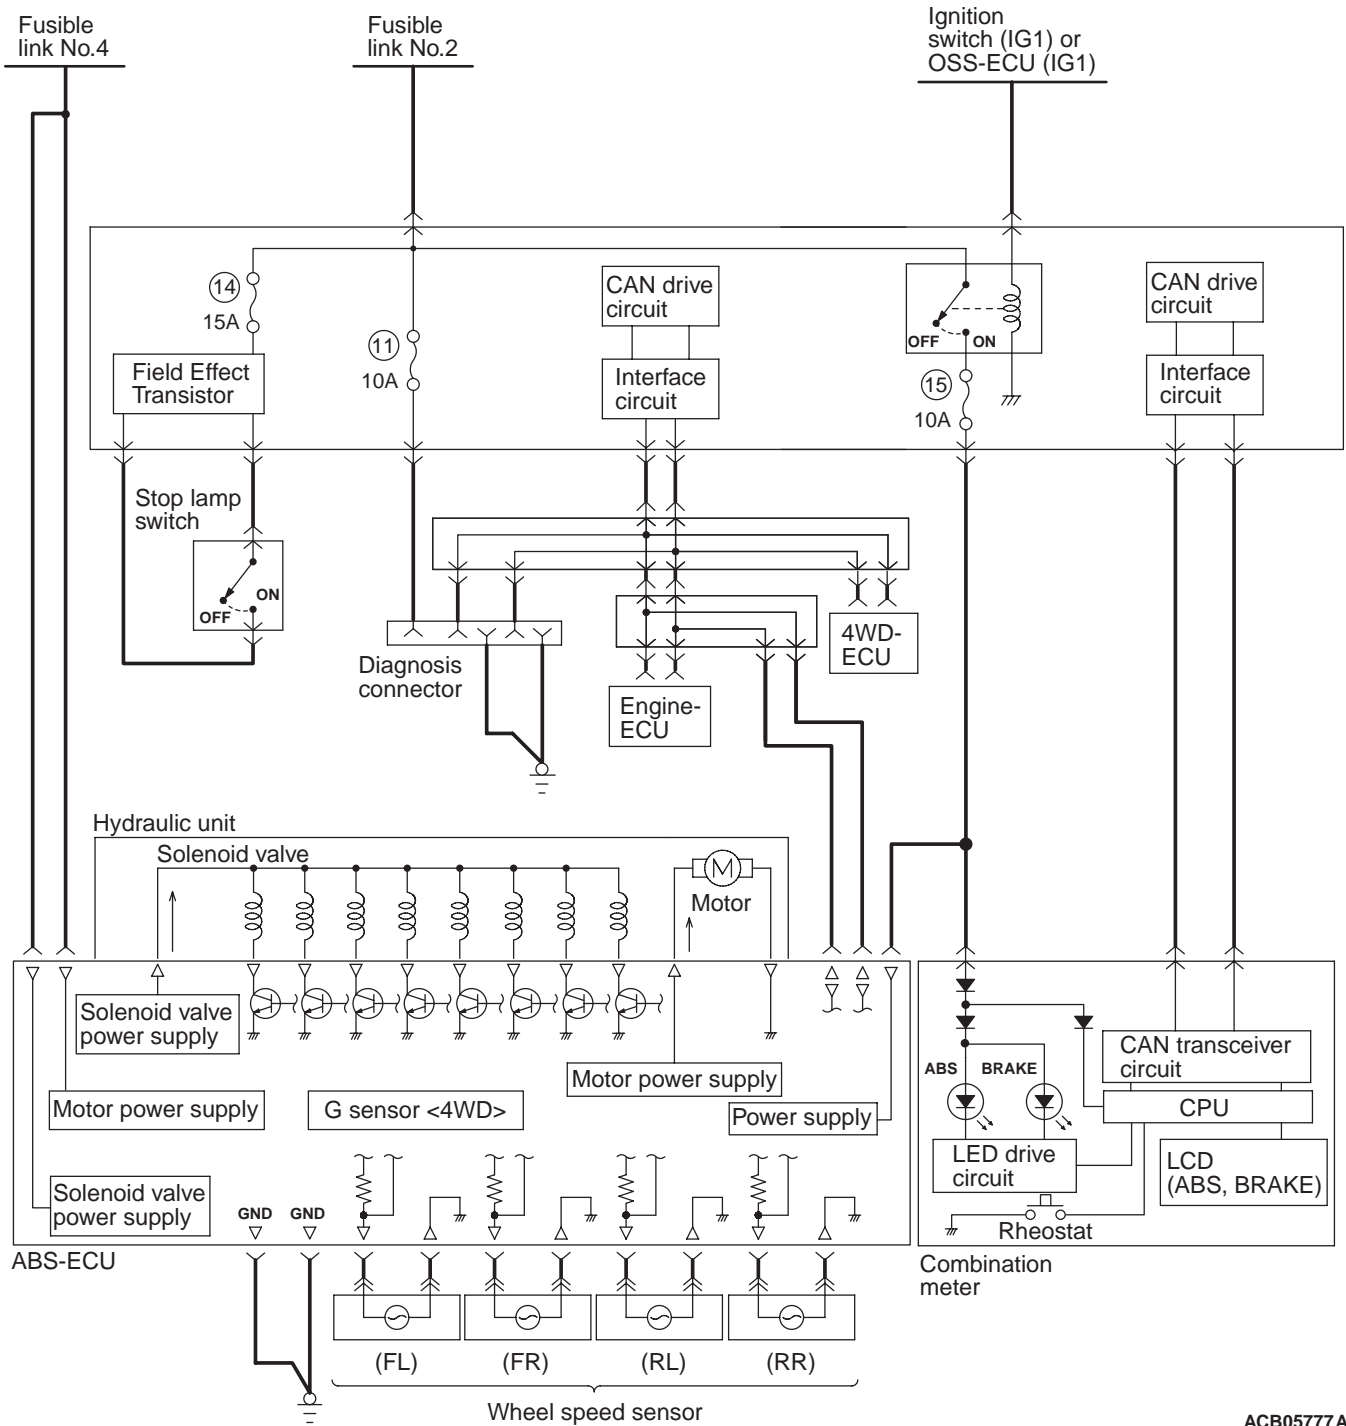 Fusible
link No.4
Fusible
link No.2
Ignition
switch (IG1) or
OSS-ECU (IG1)
14
15A
Field Effect
Transistor
11
10A
CAN drive
circuit
Interface
circuit
OFF
ON
15
10A
CAN drive
circuit
Interface
circuit
Stop lamp
switch
ON
OFF
Diagnosis
connector
4WD-
ECU
Engine-
ECU
Hydraulic unit
Solenoid valve
M
Motor
Solenoid valve
power supply
Motor power supply
Motor power supply
G sensor <4WD>
Power supply
Solenoid valve
power supply
GND
GND
ABS-ECU
ABS
BRAKE
CAN transceiver
circuit
CPU
LED drive
circuit
LCD
(ABS, BRAKE)
Rheostat
Combination
meter
(FL)
(FR)
(RL)
(RR)
Wheel speed sensor
ACB05777A